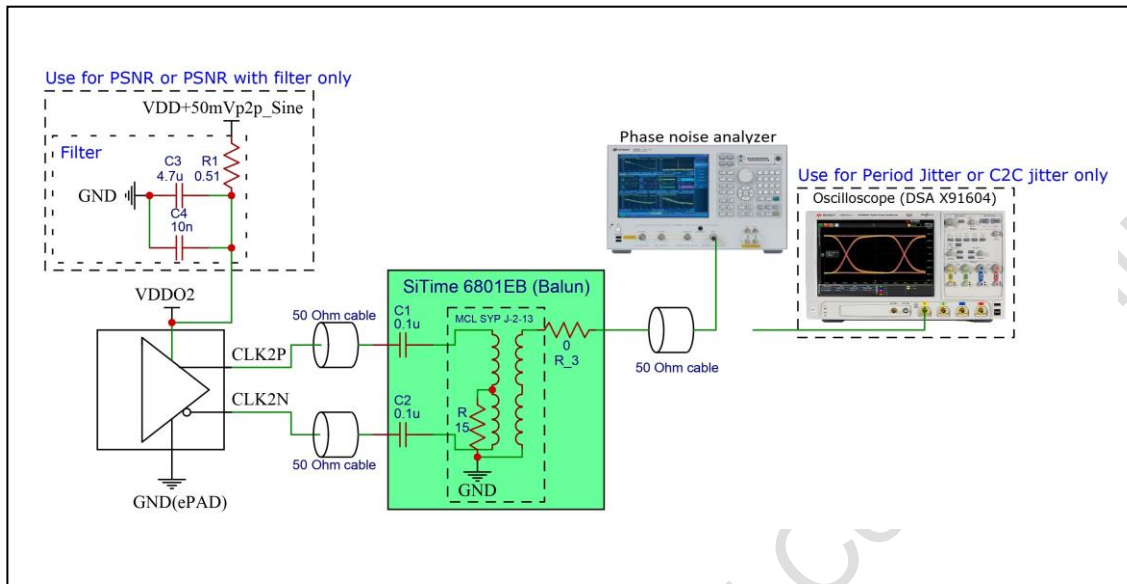 Use for PSNR or PSNR with filter only
VDD+50mVp2p_Sine
Filter
C3
4.7u
R1
0.51
GND
C4
10n
VDDO2
CLK2P
CLK2N
GND(ePAD)
50 Ohm cable
50 Ohm cable
SiTime 6801EB (Balun)
C1
0.1u
MCL SYP J-2-13
C2
0.1u
R
15
GND
0
R_3
50 Ohm cable
Phase noise analyzer
Use for Period Jitter or C2C jitter only
Oscilloscope (DSA X91604)